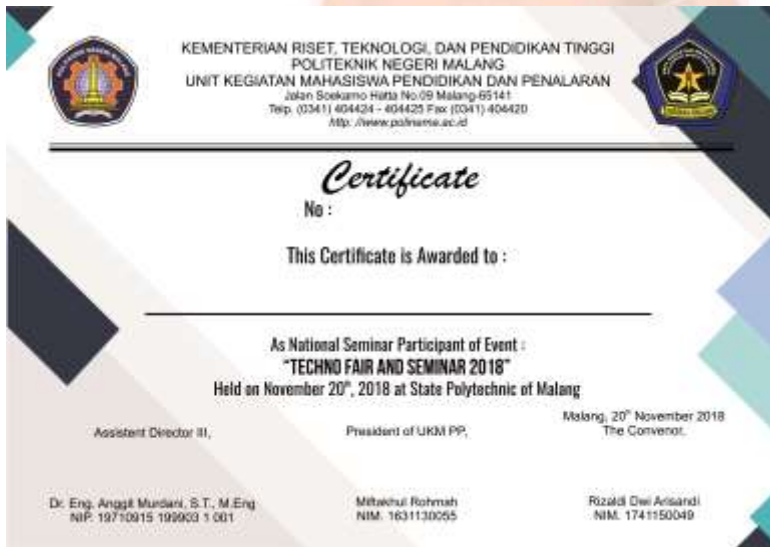 KEMENTERIAN RISET, TEKNOLOGI, DAN PENDIDIKAN TINGGI
POLITEKNIK NEGERI MALANG
UNIT KEGIATAN MAHASISWA PENDIDIKAN DAN PENALARAN
Jalan Soekarno Hatta No.09 Malang-65141
Telp. (0341) 404424 - 404425 Fax (0341) 404420
http: //www.polinema.ac.id
Certificate
No :
This Certificate is Awarded to :
As National Seminar Participant of Event :
"TECHNO FAIR AND SEMINAR 2018"
Held on November 20th, 2018 at State Polytechnic of Malang
Malang, 20th November 2018
Assistent Director III,
President of UKM PP,
The Convenor,
Dr. Eng. Anggit Murdani, S.T., M.Eng
NIP. 19710915 199903 1 001
Miftakhul Rohmah
NIM. 1631130055
Rizaldi Dwi Arisandi
NIM. 1741150049